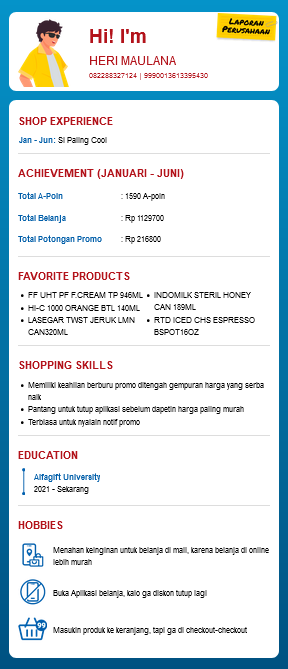 Hi! I'm
LAPORAN
PERUSAHAAN
HERI MAULANA
082288327124 | 9990013613395430
SHOP EXPERIENCE
Jan - Jun: Si Paling Cool
ACHIEVEMENT (JANUARI - JUNI)
Total A-Poin : 1590 A-poin
Total Belanja : Rp 1129700
Total Potongan Promo : Rp 216800
FAVORITE PRODUCTS
• FF UHT PF F.CREAM TP 946ML
• HI-C 1000 ORANGE BTL 140ML
• LASEGAR TWST JERUK LMN
CAN320ML
• INDOMILK STERIL HONEY
CAN 189ML
• RTD ICED CHS ESPRESSO
BSPOT16OZ
SHOPPING SKILLS
• Memiliki keahlian berburu promo ditengah gempuran harga yang serba
naik
• Pantang untuk tutup aplikasi sebelum dapetin harga paling murah
• Terbiasa untuk nyalain notif promo
EDUCATION
Alfagift University
2021 - Sekarang
HOBBIES
Menahan keinginan untuk belanja di mall, karena belanja di online
lebih murah
Buka Aplikasi belanja, kalo ga diskon tutup lagi
99
Masukin produk ke keranjang, tapi ga di checkout-checkout